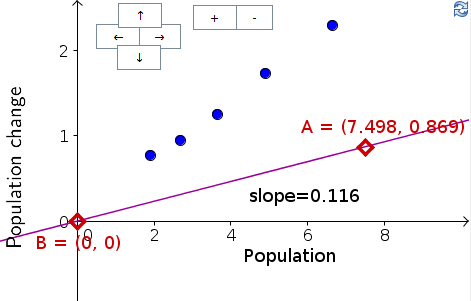 2
↑
← →
↓
+ -
Population change
1
A = (7.498, 0.869)
slope=0.116
0
0 2 4 6 8
B = (0, 0)
Population